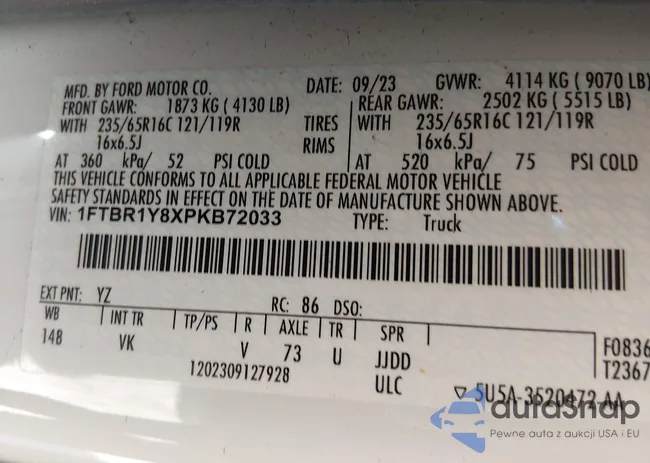 MFD. BY FORD MOTOR CO. DATE: 09/23 GVWR: 4114 KG ( 9070 LB)
FRONT GAWR: 1873 KG ( 4130 LB) REAR GAWR: 2502 KG ( 5515 LB)
WITH 235/65R16C 121/119R TIRES WITH 235/65R16C 121/119R
16x6.5J RIMS 16x6.5J
AT 360 kPa/ 52 PSI COLD AT 520 kPa/ 75 PSI COLD
THIS VEHICLE CONFORMS TO ALL APPLICABLE FEDERAL MOTOR VEHICLE
SAFETY STANDARDS IN EFFECT ON THE DATE OF MANUFACTURE SHOWN ABOVE.
VIN: 1FTBR1Y8XPKB72033 TYPE: Truck
EXT PNT: YZ RC: 86 DSO:
WB INT TR TP/PS R AXLE TR SPR
148 VK V 73 U JJDD F0836
1202309127928 ULC T2367
▽ 5U5A-3520472-AA
autaSnap
Pewne auta z aukcji USA i EU